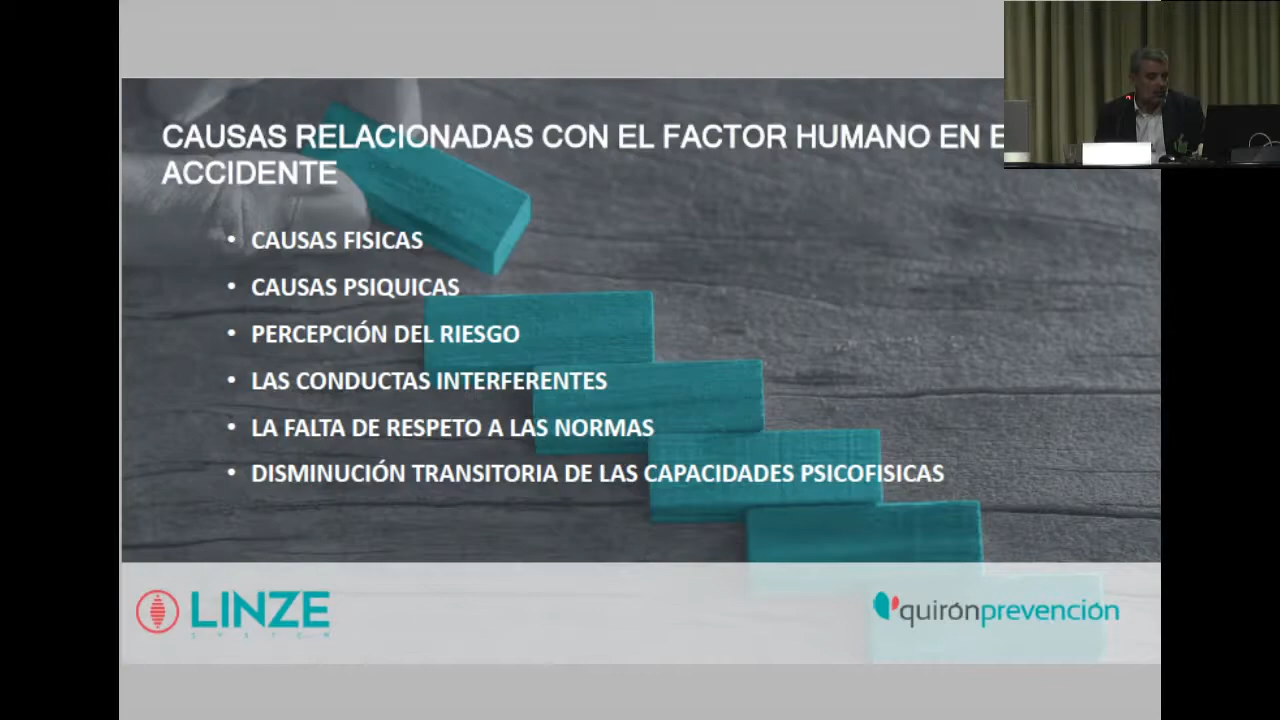 CAUSAS RELACIONADAS CON EL FACTOR HUMANO EN E
ACCIDENTE
• CAUSAS FISICAS
• CAUSAS PSIQUICAS
• PERCEPCIÓN DEL RIESGO
• LAS CONDUCTAS INTERFERENTES
• LA FALTA DE RESPETO A LAS NORMAS
• DISMINUCIÓN TRANSITORIA DE LAS CAPACIDADES PSICOFISICAS
LINZE
SYSTEM
quirónprevención